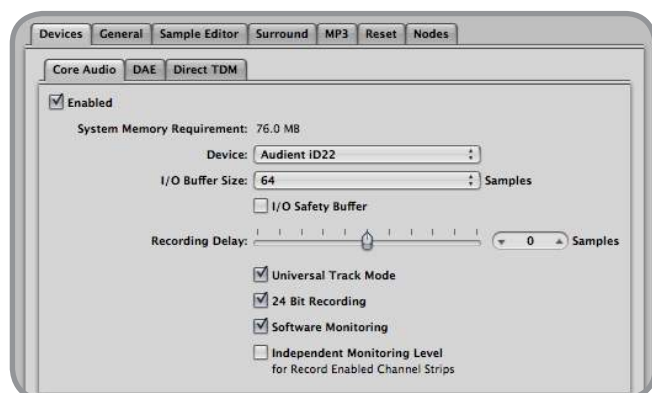 Devices General Sample Editor Surround MP3 Reset Nodes
Core Audio DAE Direct TDM
Enabled
System Memory Requirement: 76.0 MB
Device: Audient iD22
I/O Buffer Size: 64 Samples
I/O Safety Buffer
Recording Delay: 0 Samples
Universal Track Mode
24 Bit Recording
Software Monitoring
Independent Monitoring Level
for Record Enabled Channel Strips